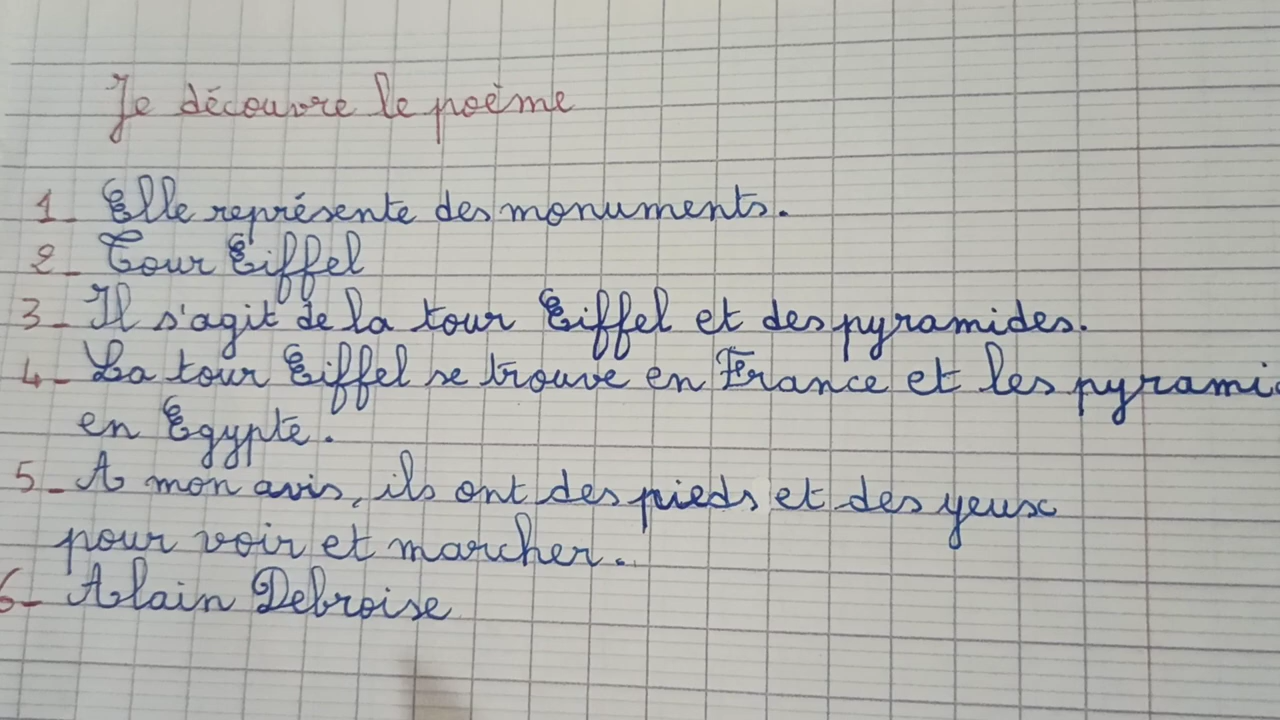 Je découvre le poème
1_ Elle représente des monuments.
2_ Tour Eiffel
3_ Il s'agit de la tour Eiffel et des pyramides.
4_ La tour Eiffel se trouve en France et les pyrami
en Egypte.
5_ A mon avis, ils ont des pieds et des yeux
pour voir et marcher.
6_ Alain Debroise